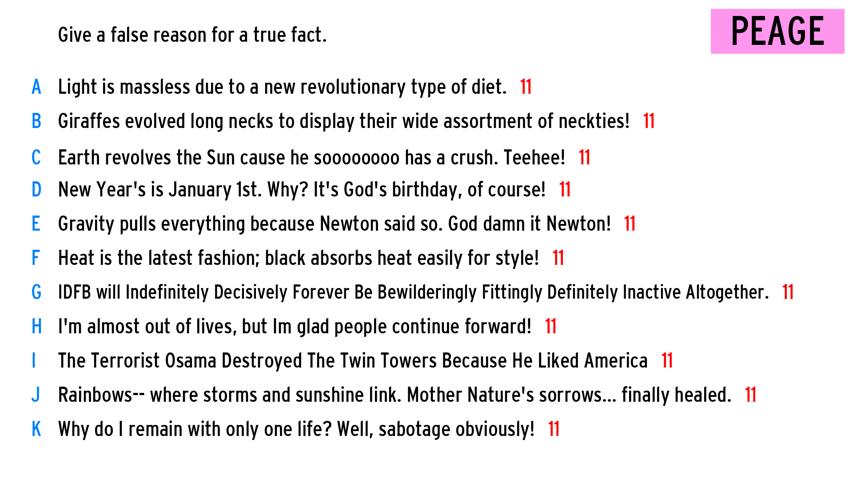 Give a false reason for a true fact.
PEAGE
A Light is massless due to a new revolutionary type of diet. 11
B Giraffes evolved long necks to display their wide assortment of neckties! 11
C Earth revolves the Sun cause he soooooooo has a crush. Teehee! 11
D New Year's is January 1st. Why? It's God's birthday, of course! 11
E Gravity pulls everything because Newton said so. God damn it Newton! 11
F Heat is the latest fashion; black absorbs heat easily for style! 11
G IDFB will Indefinitely Decisively Forever Be Bewilderingly Fittingly Definitely Inactive Altogether. 11
H I'm almost out of lives, but Im glad people continue forward! 11
I The Terrorist Osama Destroyed The Twin Towers Because He Liked America 11
J Rainbows-- where storms and sunshine link. Mother Nature's sorrows... finally healed. 11
K Why do I remain with only one life? Well, sabotage obviously! 11